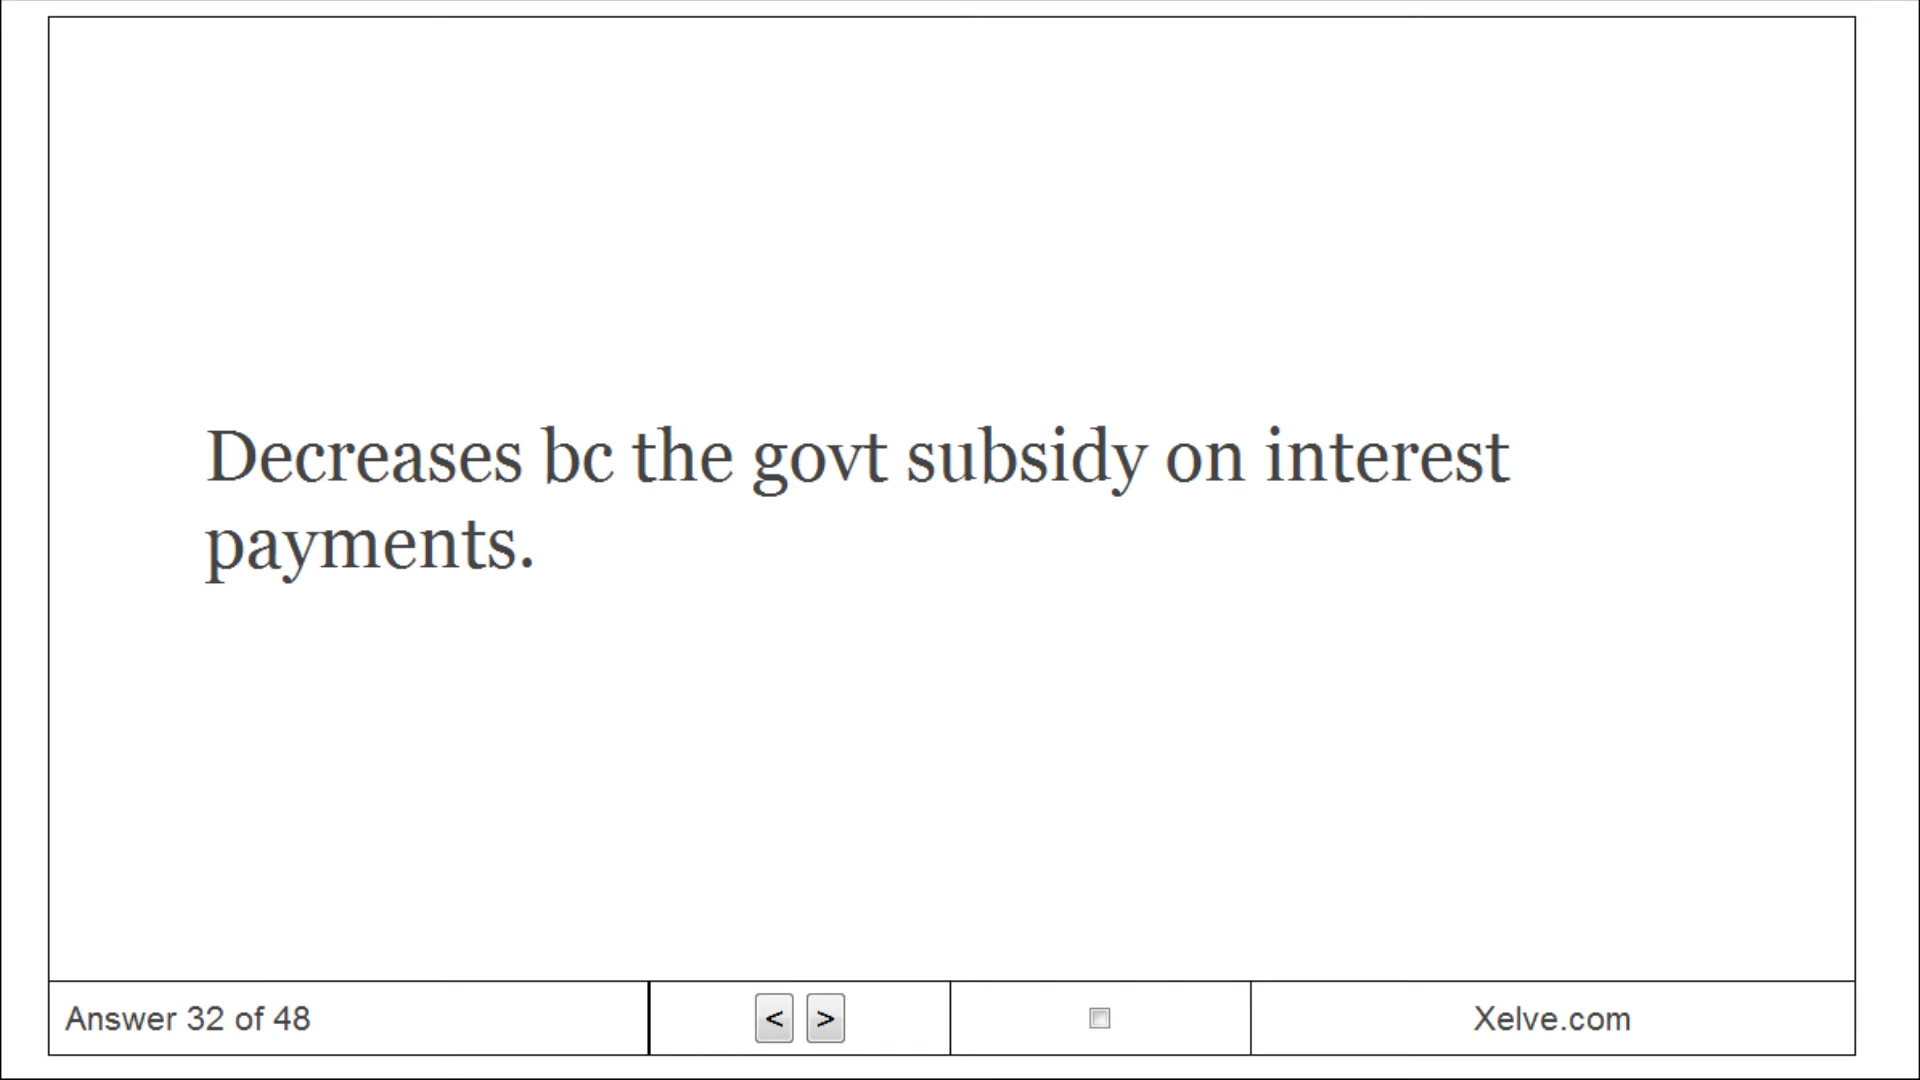 Decreases bc the govt subsidy on interest
payments.
Answer 32 of 48
< >
Xelve.com